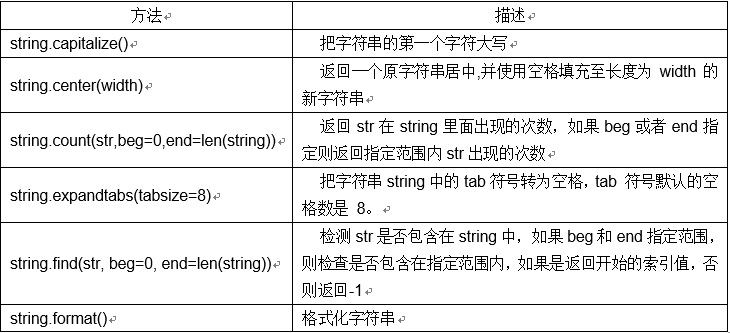 方法
描述
string.capitalize()
把字符串的第一个字符大写
string.center(width)
返回一个原字符串居中,并使用空格填充至长度为 width 的
新字符串
string.count(str,beg=0,end=len(string))
返回 str 在 string 里面出现的次数，如果 beg 或者 end 指
定则返回指定范围内 str 出现的次数
string.expandtabs(tabsize=8)
把字符串 string 中的 tab 符号转为空格，tab 符号默认的空
格数是 8。
string.find(str, beg=0, end=len(string))
检测 str 是否包含在 string 中，如果 beg 和 end 指定范围，
则检查是否包含在指定范围内，如果是返回开始的索引值，否
则返回-1
string.format()
格式化字符串